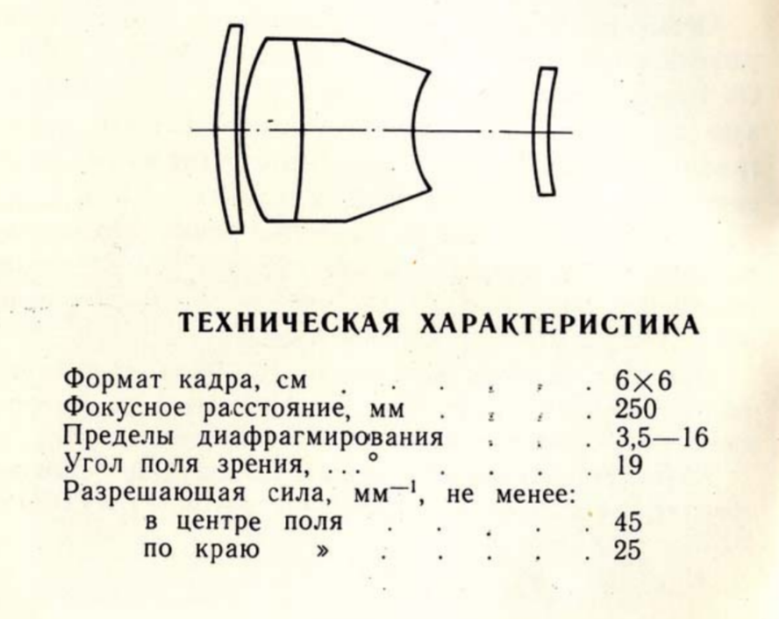 ТЕХНИЧЕСКАЯ ХАРАКТЕРИСТИКА
Формат кадра, см . . . . . . 6×6
Фокусное расстояние, мм . . . . 250
Пределы диафрагмирования . . . 3,5—16
Угол поля зрения, ...° . . . . 19
Разрешающая сила, мм—¹, не менее:
в центре поля . . . . . 45
по краю » . . . . . 25